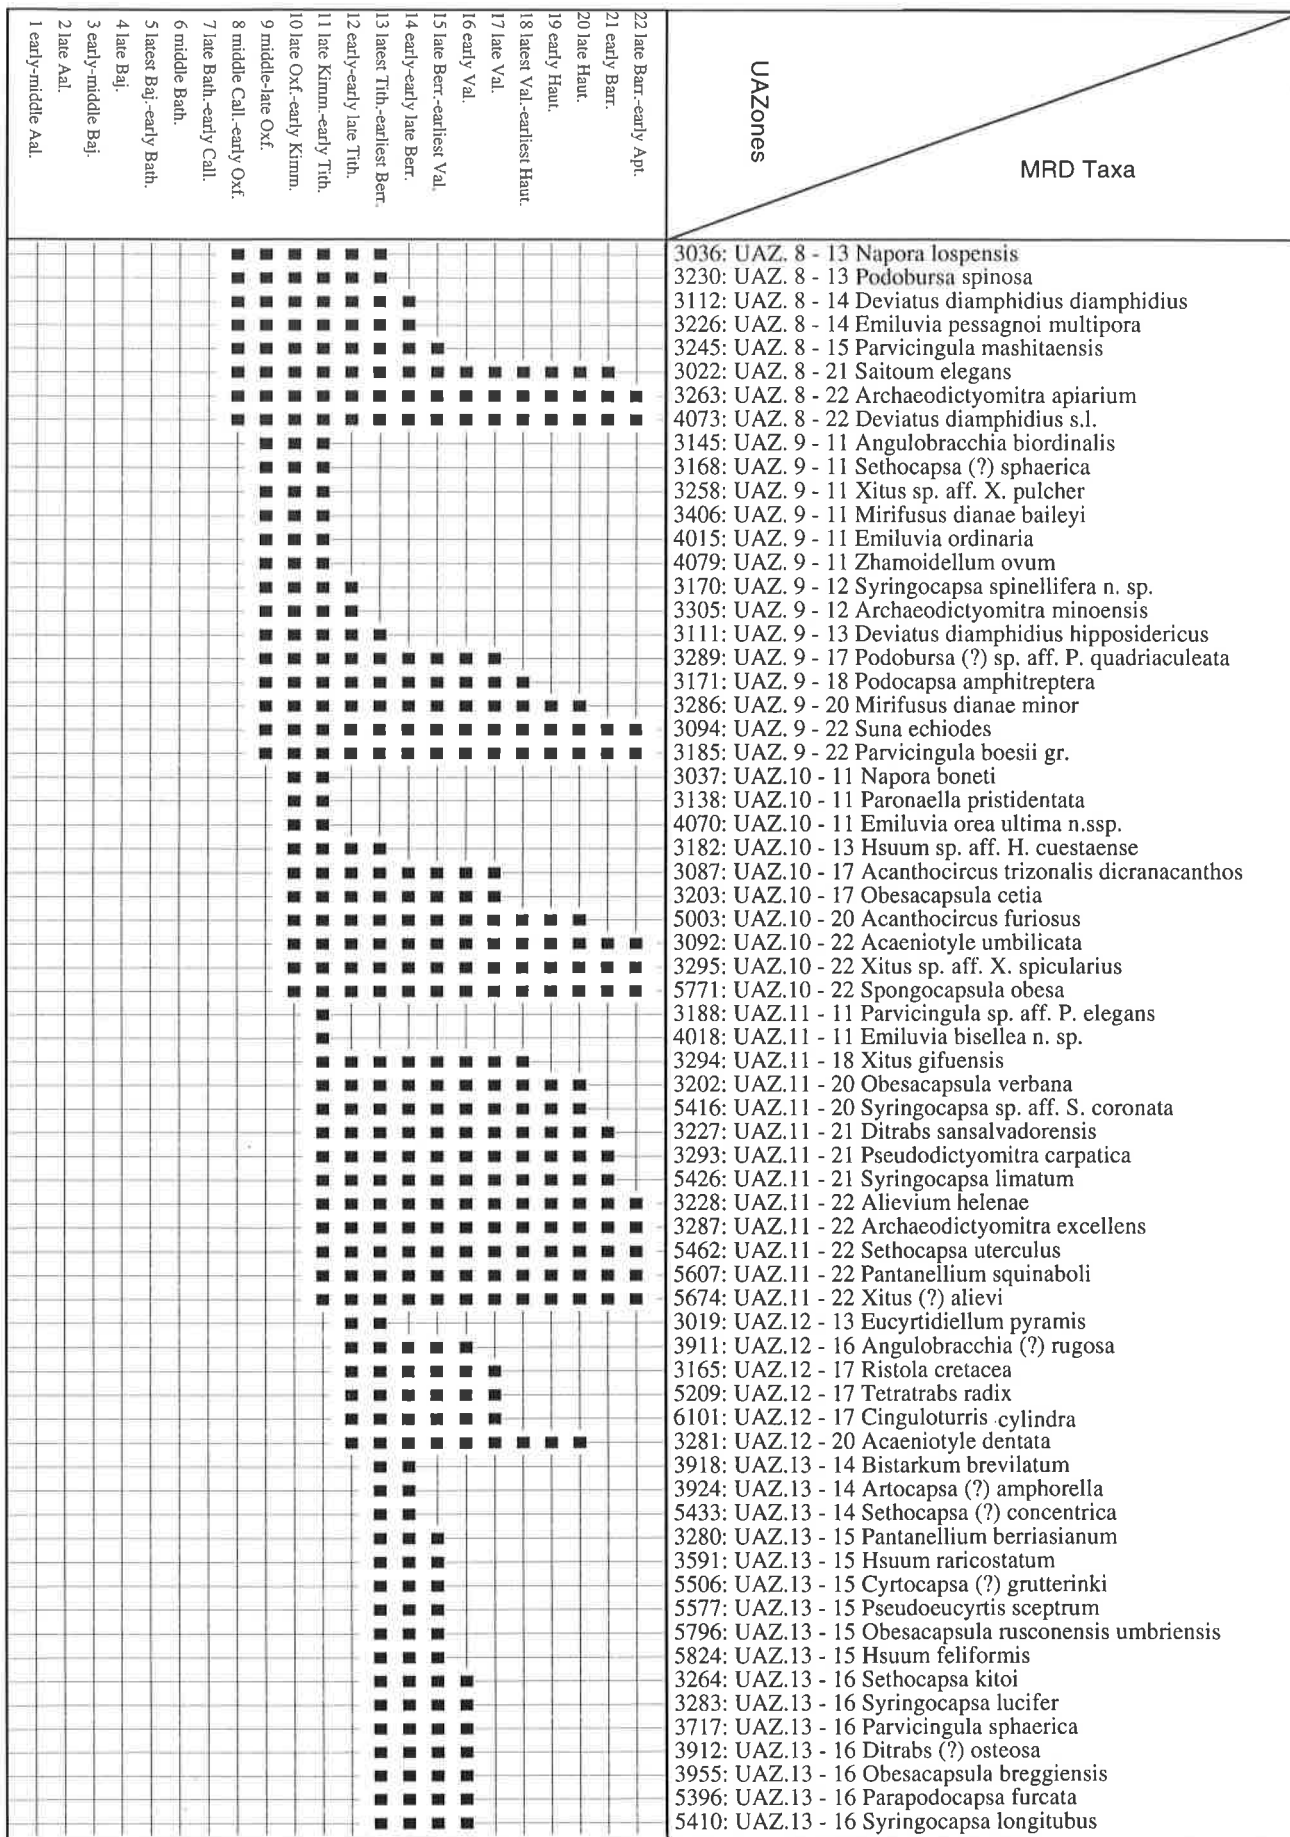 1 early-middle Aal.
2 late Aal.
3 early-middle Baj.
4 late Baj.
5 latest Baj.-early Bath.
6 middle Bath.
7 late Bath.-early Call.
8 middle Call.-early Oxf.
9 middle-late Oxf.
10 late Oxf.-early Kimm.
11 late Kimm.-early Tith.
12 early-early late Tith.
13 latest Tith.-earliest Berr.
14 early-early late Berr.
15 late Berr.-earliest Val.
16 early Val.
17 late Val.
18 latest Val.-earliest Haut.
19 early Haut.
20 late Haut.
21 early Barr.
22 late Barr.-early Apt.
UAZones
MRD Taxa
3036: UAZ. 8 - 13 Napora lospensis
3230: UAZ. 8 - 13 Podobursa spinosa
3112: UAZ. 8 - 14 Deviatus diamphidius diamphidius
3226: UAZ. 8 - 14 Emiluvia pessagnoi multipora
3245: UAZ. 8 - 15 Parvicingula mashitaensis
3022: UAZ. 8 - 21 Saitoum elegans
3263: UAZ. 8 - 22 Archaeodictyomitra apiarium
4073: UAZ. 8 - 22 Deviatus diamphidius s.l.
3145: UAZ. 9 - 11 Angulobracchia biordinalis
3168: UAZ. 9 - 11 Sethocapsa (?) sphaerica
3258: UAZ. 9 - 11 Xitus sp. aff. X. pulcher
3406: UAZ. 9 - 11 Mirifusus dianae baileyi
4015: UAZ. 9 - 11 Emiluvia ordinaria
4079: UAZ. 9 - 11 Zhamoidellum ovum
3170: UAZ. 9 - 12 Syringocapsa spinellifera n. sp.
3305: UAZ. 9 - 12 Archaeodictyomitra minoensis
3111: UAZ. 9 - 13 Deviatus diamphidius hipposidericus
3289: UAZ. 9 - 17 Podobursa (?) sp. aff. P. quadriaculeata
3171: UAZ. 9 - 18 Podocapsa amphitreptera
3286: UAZ. 9 - 20 Mirifusus dianae minor
3094: UAZ. 9 - 22 Suna echiodes
3185: UAZ. 9 - 22 Parvicingula boesii gr.
3037: UAZ.10 - 11 Napora boneti
3138: UAZ.10 - 11 Paronaella pristidentata
4070: UAZ.10 - 11 Emiluvia orea ultima n.ssp.
3182: UAZ.10 - 13 Hsuum sp. aff. H. cuestaense
3087: UAZ.10 - 17 Acanthocircus trizonalis dicranacanthos
3203: UAZ.10 - 17 Obesacapsula cetia
5003: UAZ.10 - 20 Acanthocircus furiosus
3092: UAZ.10 - 22 Acaeniotyle umbilicata
3295: UAZ.10 - 22 Xitus sp. aff. X. spicularius
5771: UAZ.10 - 22 Spongocapsula obesa
3188: UAZ.11 - 11 Parvicingula sp. aff. P. elegans
4018: UAZ.11 - 11 Emiluvia bisellea n. sp.
3294: UAZ.11 - 18 Xitus gifuensis
3202: UAZ.11 - 20 Obesacapsula verbana
5416: UAZ.11 - 20 Syringocapsa sp. aff. S. coronata
3227: UAZ.11 - 21 Ditrabs sansalvadorensis
3293: UAZ.11 - 21 Pseudodictyomitra carpatica
5426: UAZ.11 - 21 Syringocapsa limatum
3228: UAZ.11 - 22 Alievium helenae
3287: UAZ.11 - 22 Archaeodictyomitra excellens
5462: UAZ.11 - 22 Sethocapsa uterculus
5607: UAZ.11 - 22 Pantanellium squinaboli
5674: UAZ.11 - 22 Xitus (?) alievi
3019: UAZ.12 - 13 Eucyrtidiellum pyramis
3911: UAZ.12 - 16 Angulobracchia (?) rugosa
3165: UAZ.12 - 17 Ristola cretacea
5209: UAZ.12 - 17 Tetratrabs radix
6101: UAZ.12 - 17 Cinguloturris cylindra
3281: UAZ.12 - 20 Acaeniotyle dentata
3918: UAZ.13 - 14 Bistarkum brevilatum
3924: UAZ.13 - 14 Artocapsa (?) amphorella
5433: UAZ.13 - 14 Sethocapsa (?) concentrica
3280: UAZ.13 - 15 Pantanellium berriasianum
3591: UAZ.13 - 15 Hsuum raricostatum
5506: UAZ.13 - 15 Cyrtocapsa (?) grutterinki
5577: UAZ.13 - 15 Pseudoeucyrtis sceptrum
5796: UAZ.13 - 15 Obesacapsula rusconensis umbriensis
5824: UAZ.13 - 15 Hsuum feliformis
3264: UAZ.13 - 16 Sethocapsa kitoi
3283: UAZ.13 - 16 Syringocapsa lucifer
3717: UAZ.13 - 16 Parvicingula sphaerica
3912: UAZ.13 - 16 Ditrabs (?) osteosa
3955: UAZ.13 - 16 Obesacapsula breggiensis
5396: UAZ.13 - 16 Parapodocapsa furcata
5410: UAZ.13 - 16 Syringocapsa longitubus